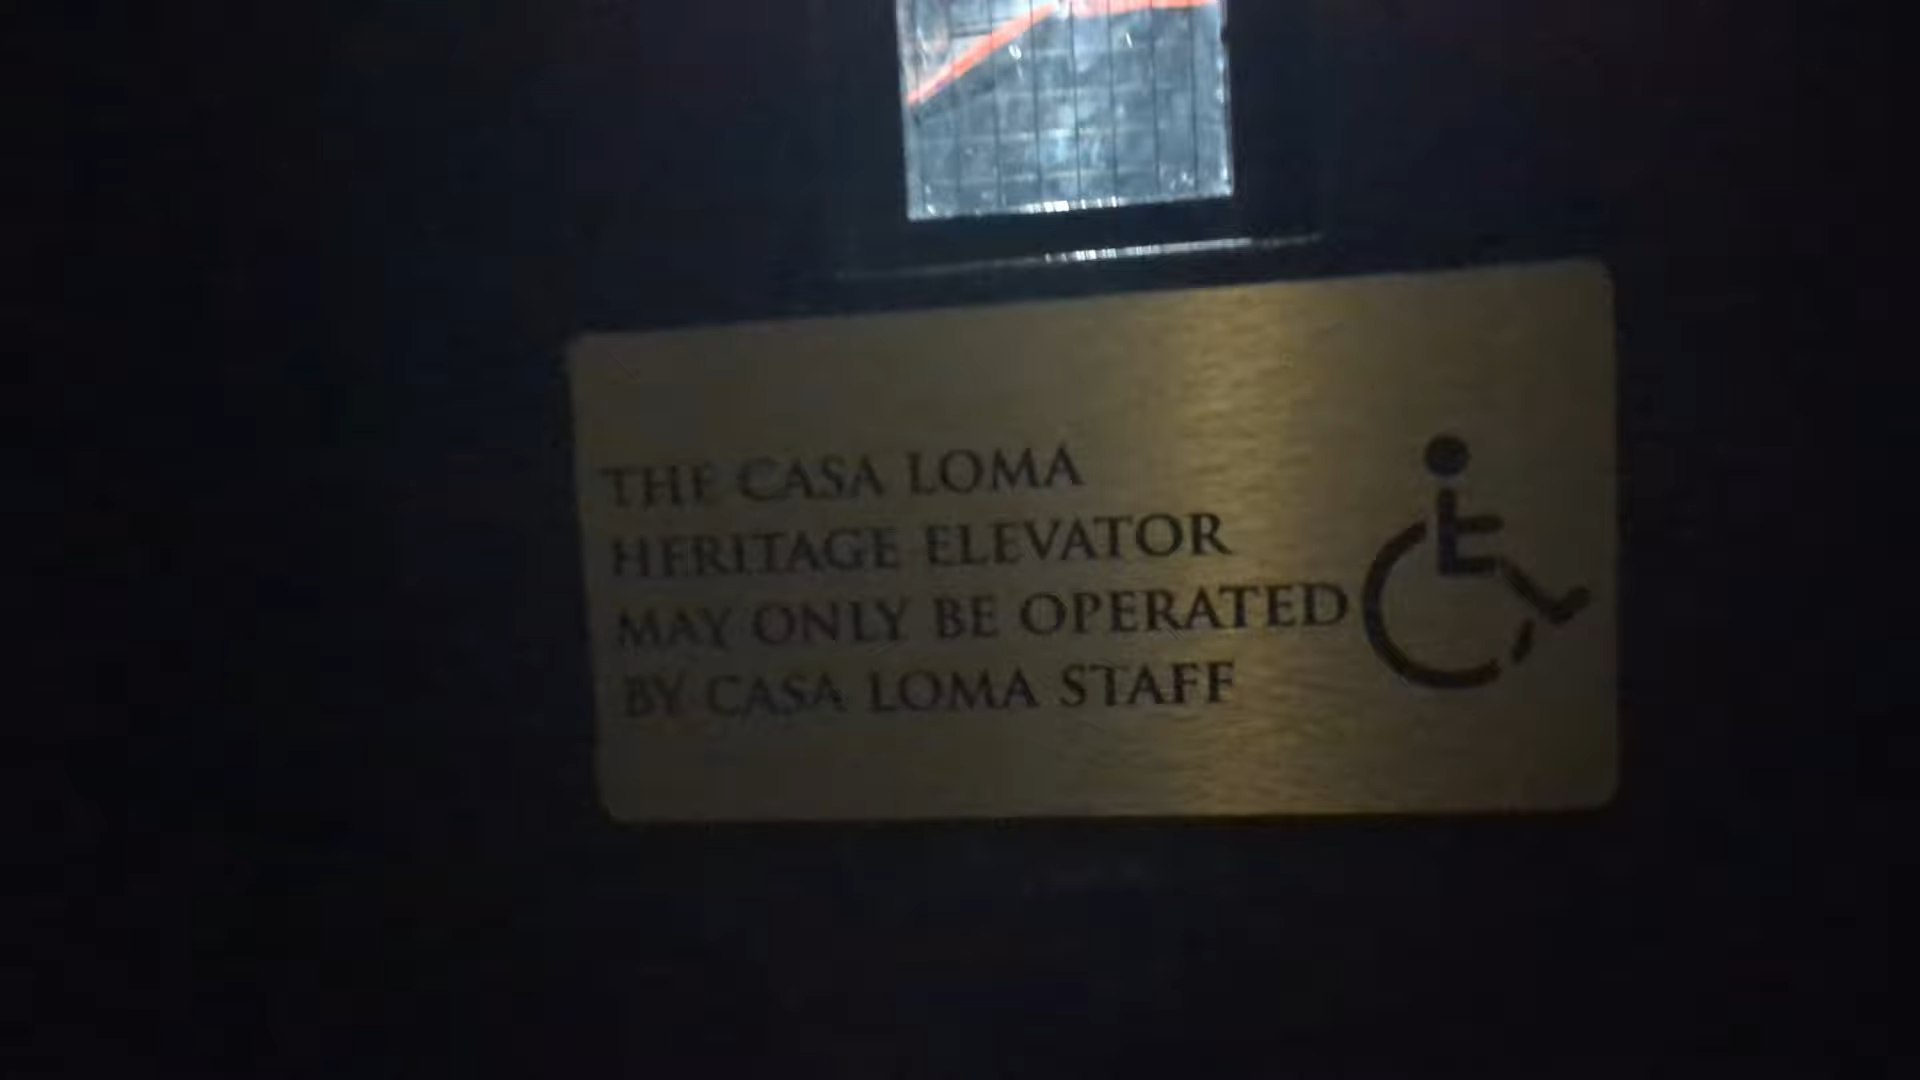 THE CASA LOMA
HERITAGE ELEVATOR
MAY ONLY BE OPERATED
BY CASA LOMA STAFF